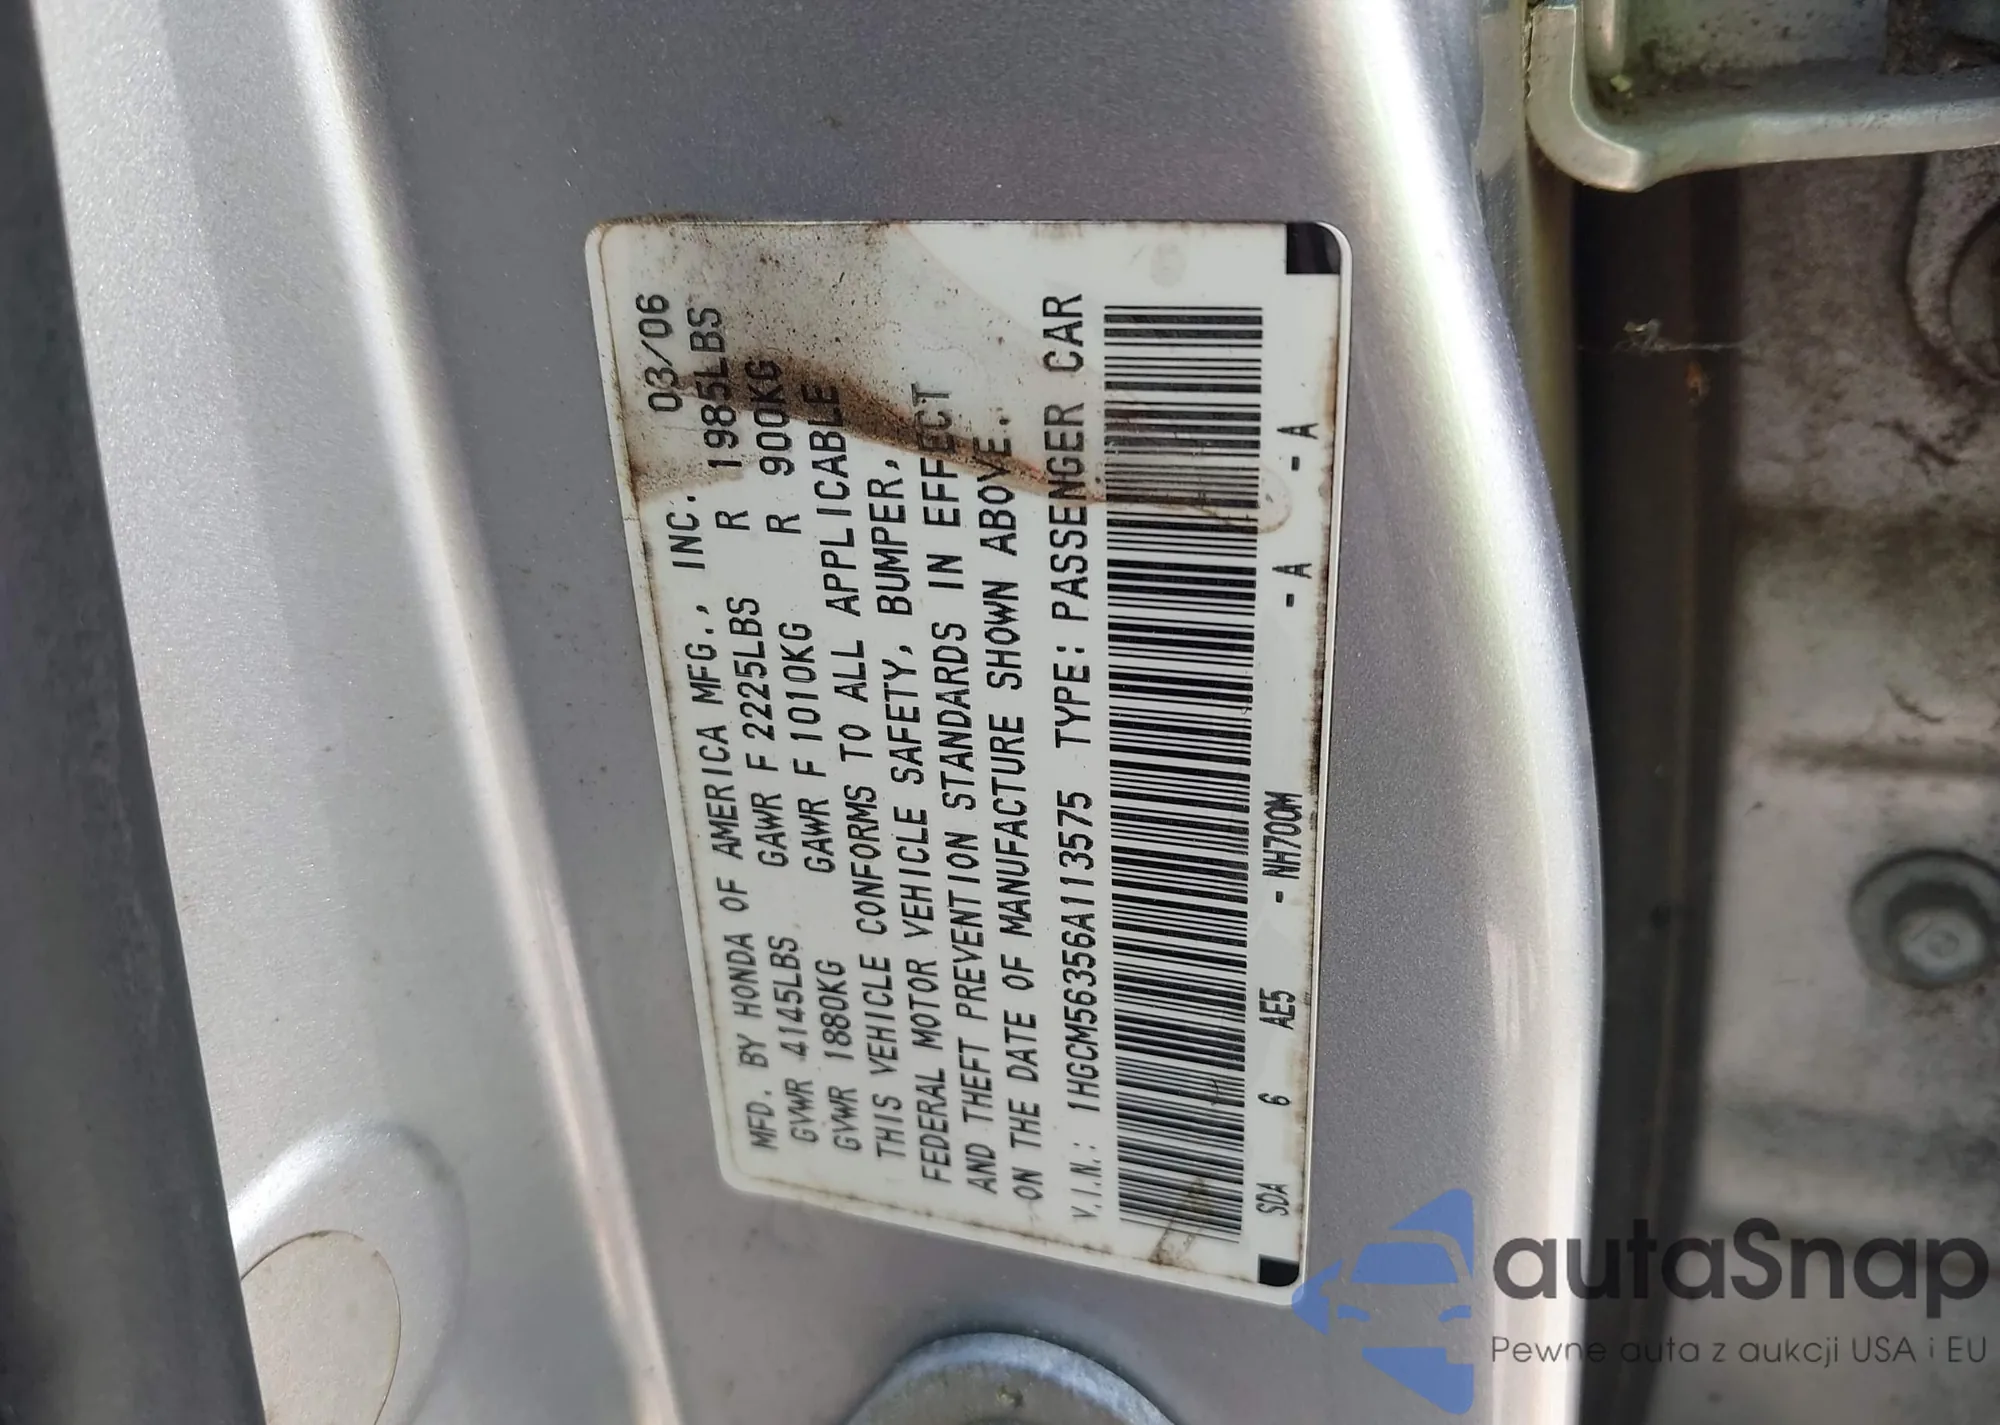 MFD. BY HONDA OF AMERICA MFG., INC. 03/06
GVWR 4145LBS GAWR F 2225LBS R 1985LBS
GVWR 1880KG GAWR F 1010KG R 900KG
THIS VEHICLE CONFORMS TO ALL APPLICABLE
FEDERAL MOTOR VEHICLE SAFETY, BUMPER,
AND THEFT PREVENTION STANDARDS IN EFFECT
ON THE DATE OF MANUFACTURE SHOWN ABOVE.
V.I.N.: 1HGCM56356A113575 TYPE: PASSENGER CAR
SDA 6 AE5 - NH700M - A - A
autaSnap
Pewne auta z aukcji USA i EU